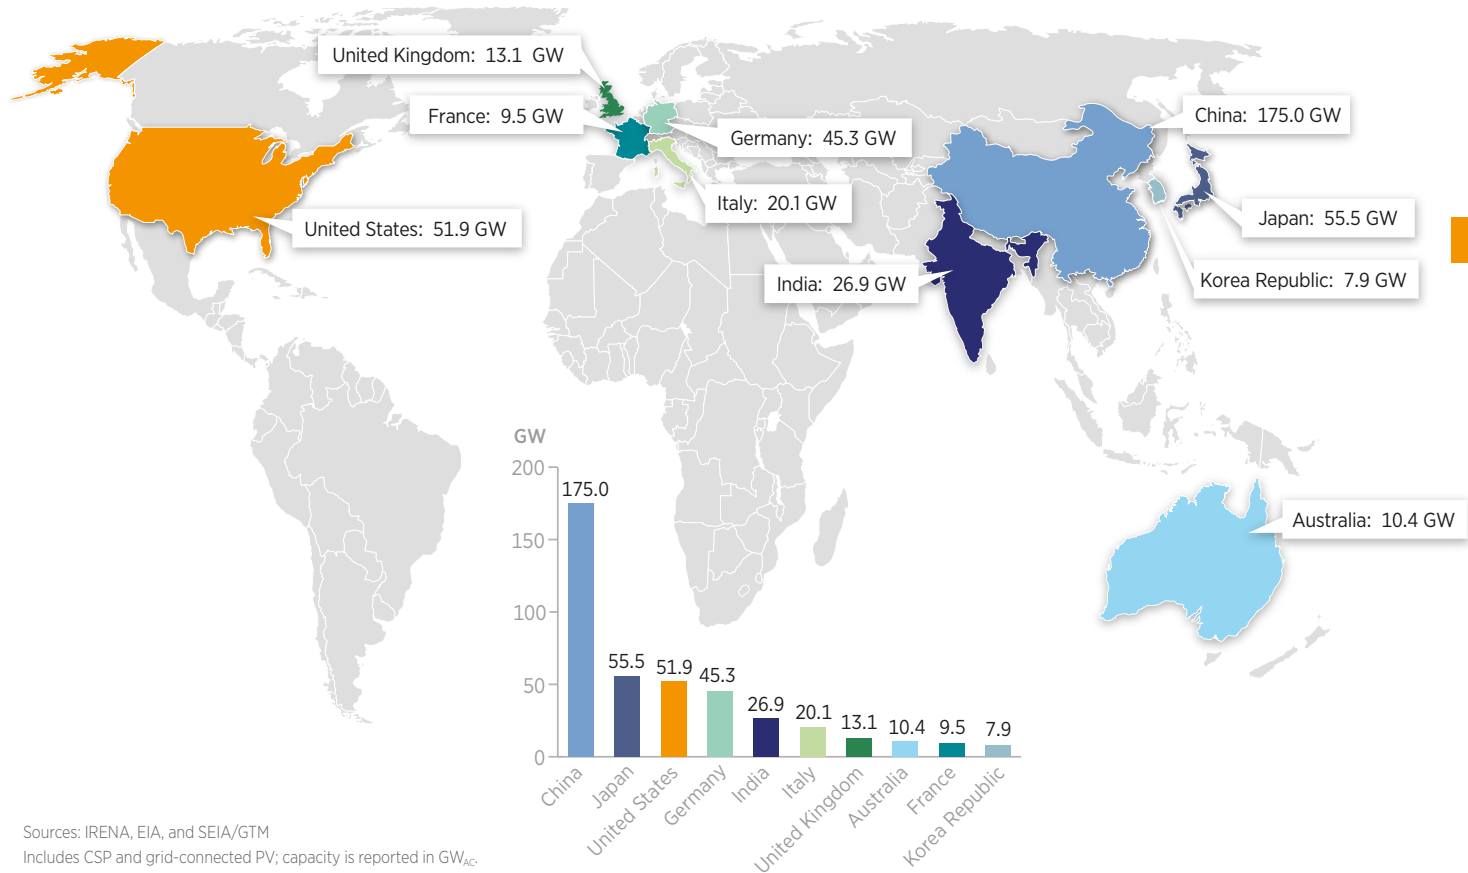 United Kingdom: 13.1 GW
France: 9.5 GW
Germany: 45.3 GW
China: 175.0 GW
Italy: 20.1 GW
United States: 51.9 GW
Japan: 55.5 GW
India: 26.9 GW
Korea Republic: 7.9 GW
Australia: 10.4 GW
GW
200
150
100
50
0
175.0
55.5
51.9
45.3
26.9
20.1
13.1
10.4
9.5
7.9
China
Japan
United States
Germany
India
Italy
United Kingdom
Australia
France
Korea Republic
Sources: IRENA, EIA, and SEIA/GTM
Includes CSP and grid-connected PV; capacity is reported in GWAC.